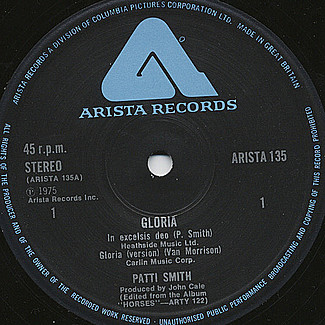 ARISTA RECORDS A DIVISION OF COLUMBIA PICTURES CORPORATION LTD. MADE IN GREAT BRITAIN
ARISTA RECORDS
45 r.p.m.
STEREO
(ARISTA 135A)
℗ 1975
Arista Records Inc.
1
ARISTA 135
1
GLORIA
In excelsis deo (P. Smith)
Heathside Music Ltd.
Gloria (version) (Van Morrison)
Carlin Music Corp.
PATTI SMITH
Produced by John Cale
(Edited from the Album
"HORSES"—ARTY 122)
ALL RIGHTS OF THE PRODUCER AND OF THE OWNER OF THE RECORDED WORK RESERVED · UNAUTHORISED PUBLIC PERFORMANCE BROADCASTING AND COPYING OF THIS RECORD PROHIBITED